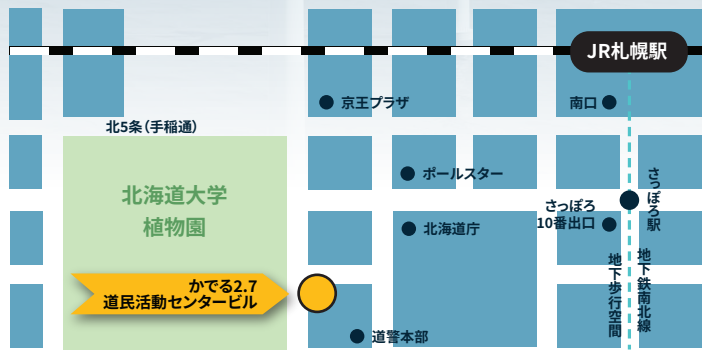 JR札幌駅
京王プラザ
南口
北5条（手稲通）
ポールスター
さっぽろ駅
北海道大学
植物園
さっぽろ
10番出口
北海道庁
地下鉄南北線
地下歩行空間
かでる2.7
道民活動センタービル
道警本部